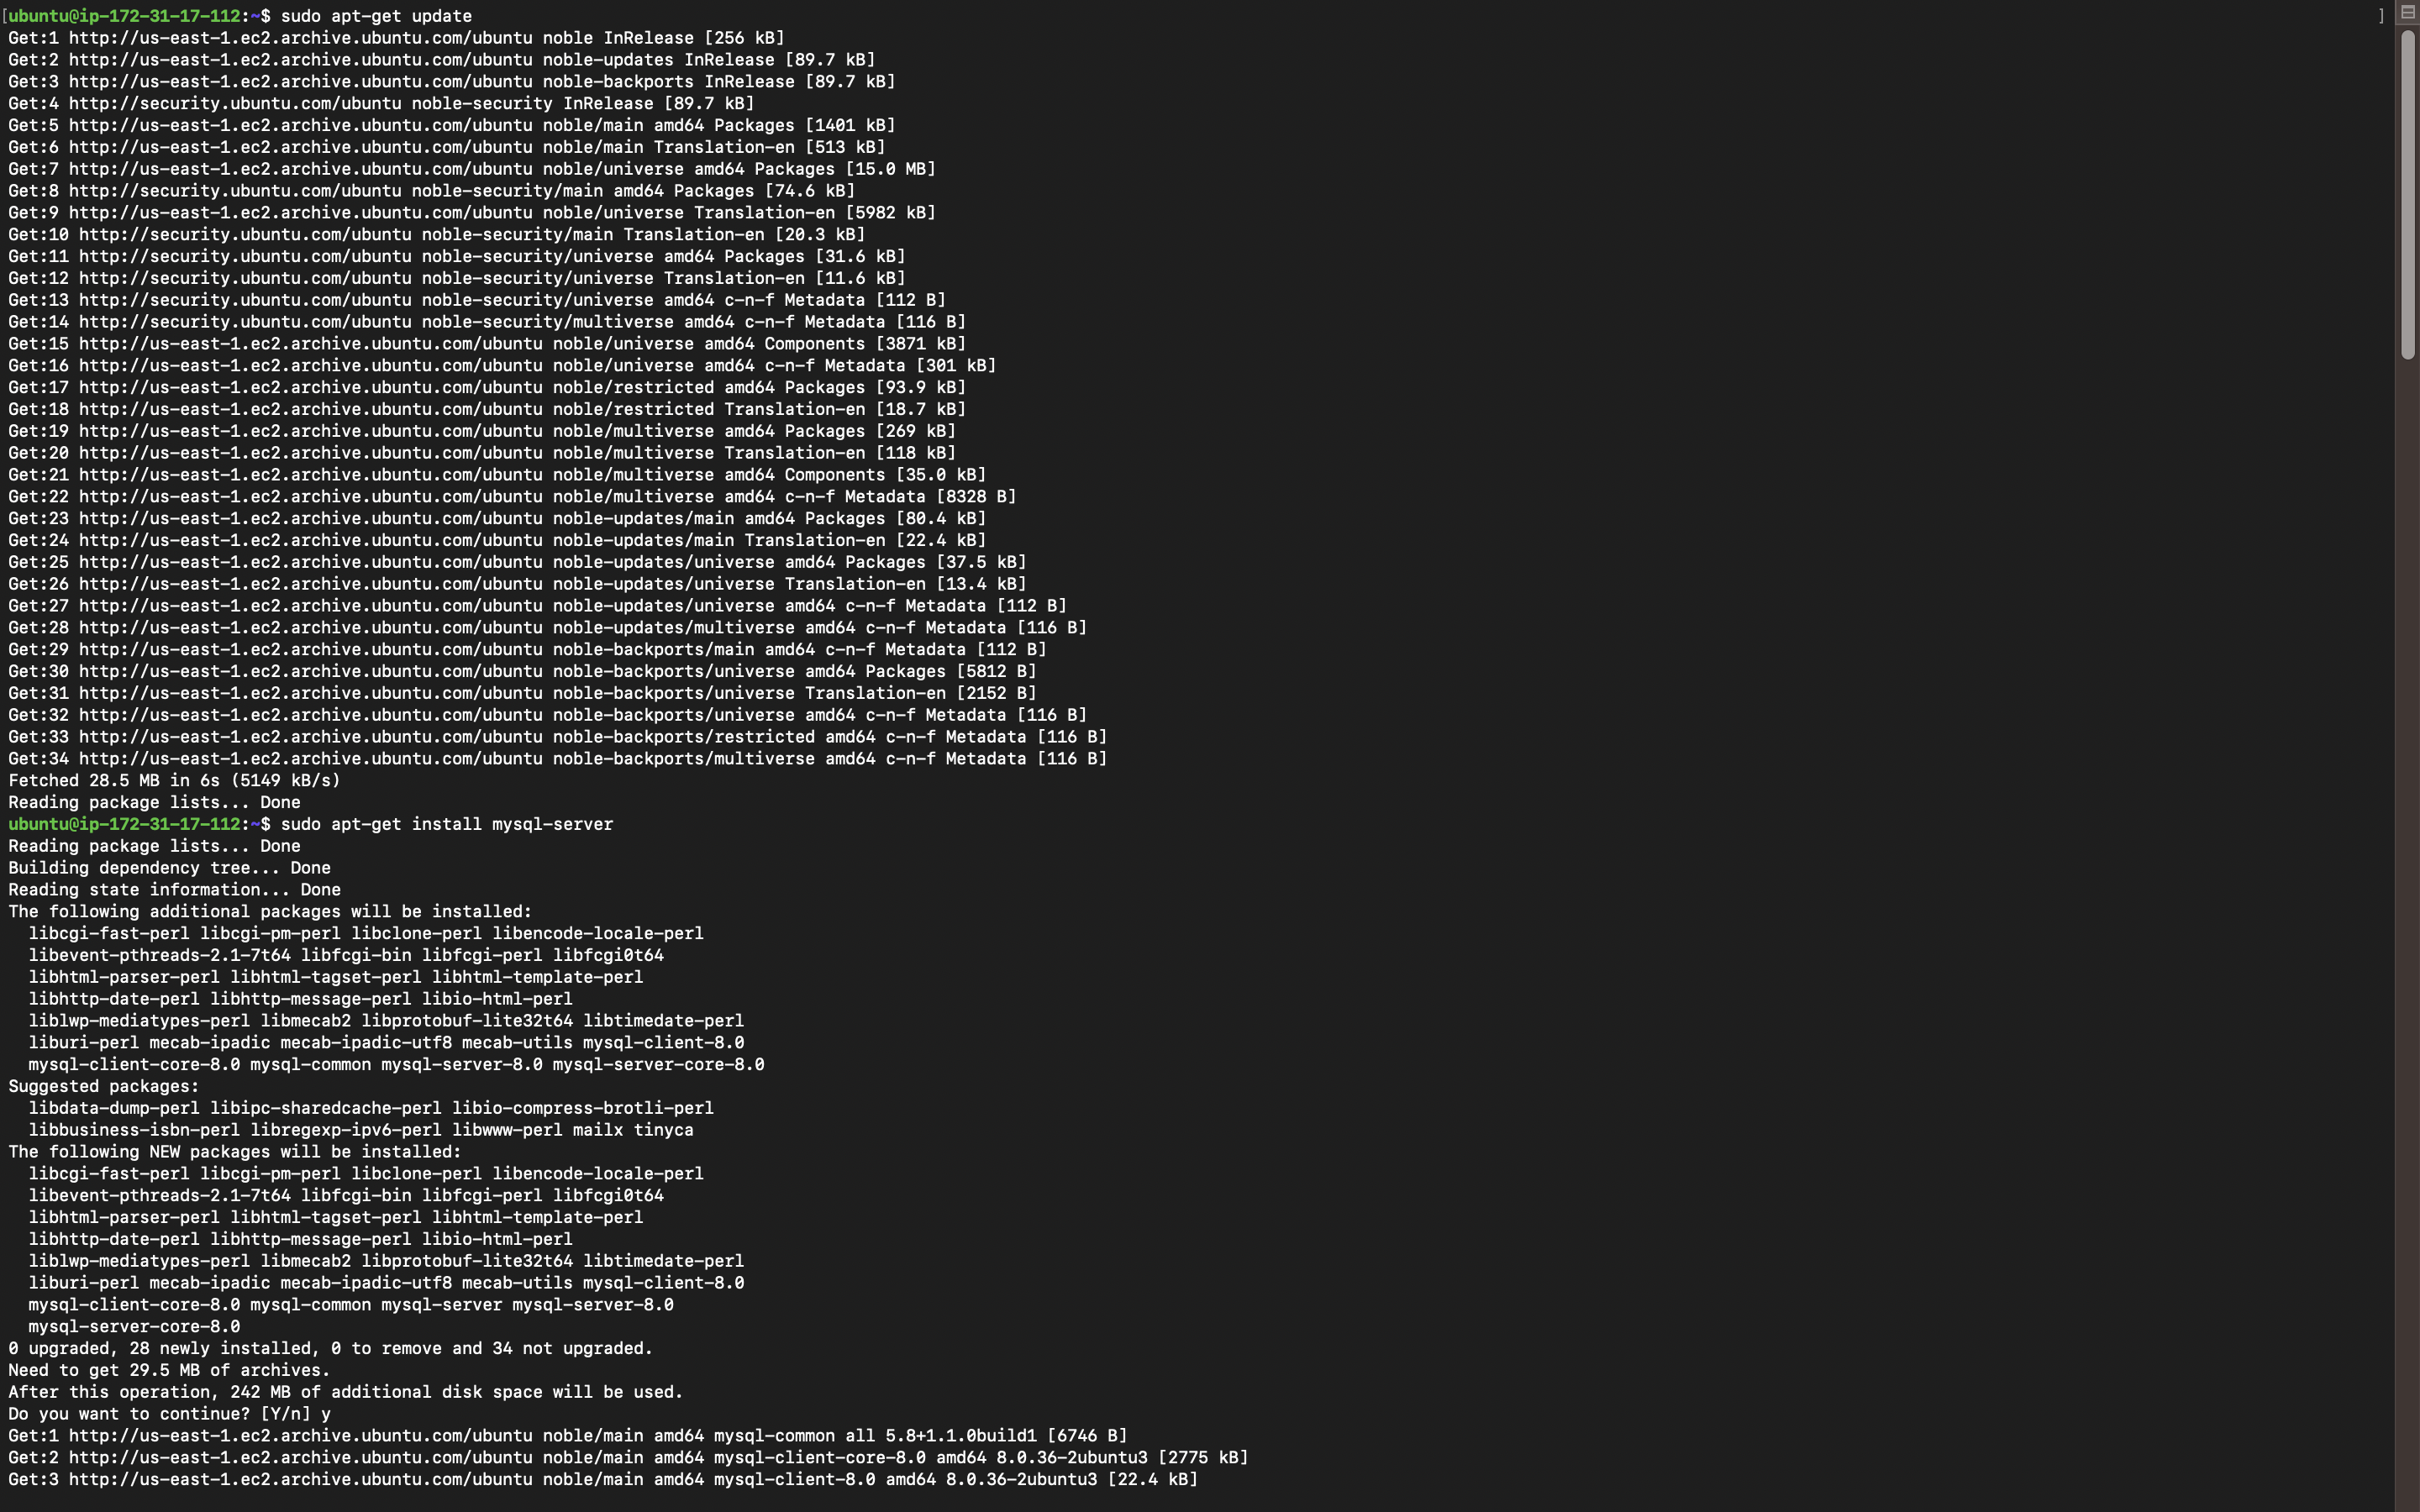 [ubuntu@ip-172-31-17-112:~$ sudo apt-get update ]
Get:1 http://us-east-1.ec2.archive.ubuntu.com/ubuntu noble InRelease [256 kB]
Get:2 http://us-east-1.ec2.archive.ubuntu.com/ubuntu noble-updates InRelease [89.7 kB]
Get:3 http://us-east-1.ec2.archive.ubuntu.com/ubuntu noble-backports InRelease [89.7 kB]
Get:4 http://security.ubuntu.com/ubuntu noble-security InRelease [89.7 kB]
Get:5 http://us-east-1.ec2.archive.ubuntu.com/ubuntu noble/main amd64 Packages [1401 kB]
Get:6 http://us-east-1.ec2.archive.ubuntu.com/ubuntu noble/main Translation-en [513 kB]
Get:7 http://us-east-1.ec2.archive.ubuntu.com/ubuntu noble/universe amd64 Packages [15.0 MB]
Get:8 http://security.ubuntu.com/ubuntu noble-security/main amd64 Packages [74.6 kB]
Get:9 http://us-east-1.ec2.archive.ubuntu.com/ubuntu noble/universe Translation-en [5982 kB]
Get:10 http://security.ubuntu.com/ubuntu noble-security/main Translation-en [20.3 kB]
Get:11 http://security.ubuntu.com/ubuntu noble-security/universe amd64 Packages [31.6 kB]
Get:12 http://security.ubuntu.com/ubuntu noble-security/universe Translation-en [11.6 kB]
Get:13 http://security.ubuntu.com/ubuntu noble-security/universe amd64 c-n-f Metadata [112 B]
Get:14 http://security.ubuntu.com/ubuntu noble-security/multiverse amd64 c-n-f Metadata [116 B]
Get:15 http://us-east-1.ec2.archive.ubuntu.com/ubuntu noble/universe amd64 Components [3871 kB]
Get:16 http://us-east-1.ec2.archive.ubuntu.com/ubuntu noble/universe amd64 c-n-f Metadata [301 kB]
Get:17 http://us-east-1.ec2.archive.ubuntu.com/ubuntu noble/restricted amd64 Packages [93.9 kB]
Get:18 http://us-east-1.ec2.archive.ubuntu.com/ubuntu noble/restricted Translation-en [18.7 kB]
Get:19 http://us-east-1.ec2.archive.ubuntu.com/ubuntu noble/multiverse amd64 Packages [269 kB]
Get:20 http://us-east-1.ec2.archive.ubuntu.com/ubuntu noble/multiverse Translation-en [118 kB]
Get:21 http://us-east-1.ec2.archive.ubuntu.com/ubuntu noble/multiverse amd64 Components [35.0 kB]
Get:22 http://us-east-1.ec2.archive.ubuntu.com/ubuntu noble/multiverse amd64 c-n-f Metadata [8328 B]
Get:23 http://us-east-1.ec2.archive.ubuntu.com/ubuntu noble-updates/main amd64 Packages [80.4 kB]
Get:24 http://us-east-1.ec2.archive.ubuntu.com/ubuntu noble-updates/main Translation-en [22.4 kB]
Get:25 http://us-east-1.ec2.archive.ubuntu.com/ubuntu noble-updates/universe amd64 Packages [37.5 kB]
Get:26 http://us-east-1.ec2.archive.ubuntu.com/ubuntu noble-updates/universe Translation-en [13.4 kB]
Get:27 http://us-east-1.ec2.archive.ubuntu.com/ubuntu noble-updates/universe amd64 c-n-f Metadata [112 B]
Get:28 http://us-east-1.ec2.archive.ubuntu.com/ubuntu noble-updates/multiverse amd64 c-n-f Metadata [116 B]
Get:29 http://us-east-1.ec2.archive.ubuntu.com/ubuntu noble-backports/main amd64 c-n-f Metadata [112 B]
Get:30 http://us-east-1.ec2.archive.ubuntu.com/ubuntu noble-backports/universe amd64 Packages [5812 B]
Get:31 http://us-east-1.ec2.archive.ubuntu.com/ubuntu noble-backports/universe Translation-en [2152 B]
Get:32 http://us-east-1.ec2.archive.ubuntu.com/ubuntu noble-backports/universe amd64 c-n-f Metadata [116 B]
Get:33 http://us-east-1.ec2.archive.ubuntu.com/ubuntu noble-backports/restricted amd64 c-n-f Metadata [116 B]
Get:34 http://us-east-1.ec2.archive.ubuntu.com/ubuntu noble-backports/multiverse amd64 c-n-f Metadata [116 B]
Fetched 28.5 MB in 6s (5149 kB/s)
Reading package lists... Done
ubuntu@ip-172-31-17-112:~$ sudo apt-get install mysql-server
Reading package lists... Done
Building dependency tree... Done
Reading state information... Done
The following additional packages will be installed:
  libcgi-fast-perl libcgi-pm-perl libclone-perl libencode-locale-perl
  libevent-pthreads-2.1-7t64 libfcgi-bin libfcgi-perl libfcgi0t64
  libhtml-parser-perl libhtml-tagset-perl libhtml-template-perl
  libhttp-date-perl libhttp-message-perl libio-html-perl
  liblwp-mediatypes-perl libmecab2 libprotobuf-lite32t64 libtimedate-perl
  liburi-perl mecab-ipadic mecab-ipadic-utf8 mecab-utils mysql-client-8.0
  mysql-client-core-8.0 mysql-common mysql-server-8.0 mysql-server-core-8.0
Suggested packages:
  libdata-dump-perl libipc-sharedcache-perl libio-compress-brotli-perl
  libbusiness-isbn-perl libregexp-ipv6-perl libwww-perl mailx tinyca
The following NEW packages will be installed:
  libcgi-fast-perl libcgi-pm-perl libclone-perl libencode-locale-perl
  libevent-pthreads-2.1-7t64 libfcgi-bin libfcgi-perl libfcgi0t64
  libhtml-parser-perl libhtml-tagset-perl libhtml-template-perl
  libhttp-date-perl libhttp-message-perl libio-html-perl
  liblwp-mediatypes-perl libmecab2 libprotobuf-lite32t64 libtimedate-perl
  liburi-perl mecab-ipadic mecab-ipadic-utf8 mecab-utils mysql-client-8.0
  mysql-client-core-8.0 mysql-common mysql-server mysql-server-8.0
  mysql-server-core-8.0
0 upgraded, 28 newly installed, 0 to remove and 34 not upgraded.
Need to get 29.5 MB of archives.
After this operation, 242 MB of additional disk space will be used.
Do you want to continue? [Y/n] y
Get:1 http://us-east-1.ec2.archive.ubuntu.com/ubuntu noble/main amd64 mysql-common all 5.8+1.1.0build1 [6746 B]
Get:2 http://us-east-1.ec2.archive.ubuntu.com/ubuntu noble/main amd64 mysql-client-core-8.0 amd64 8.0.36-2ubuntu3 [2775 kB]
Get:3 http://us-east-1.ec2.archive.ubuntu.com/ubuntu noble/main amd64 mysql-client-8.0 amd64 8.0.36-2ubuntu3 [22.4 kB]